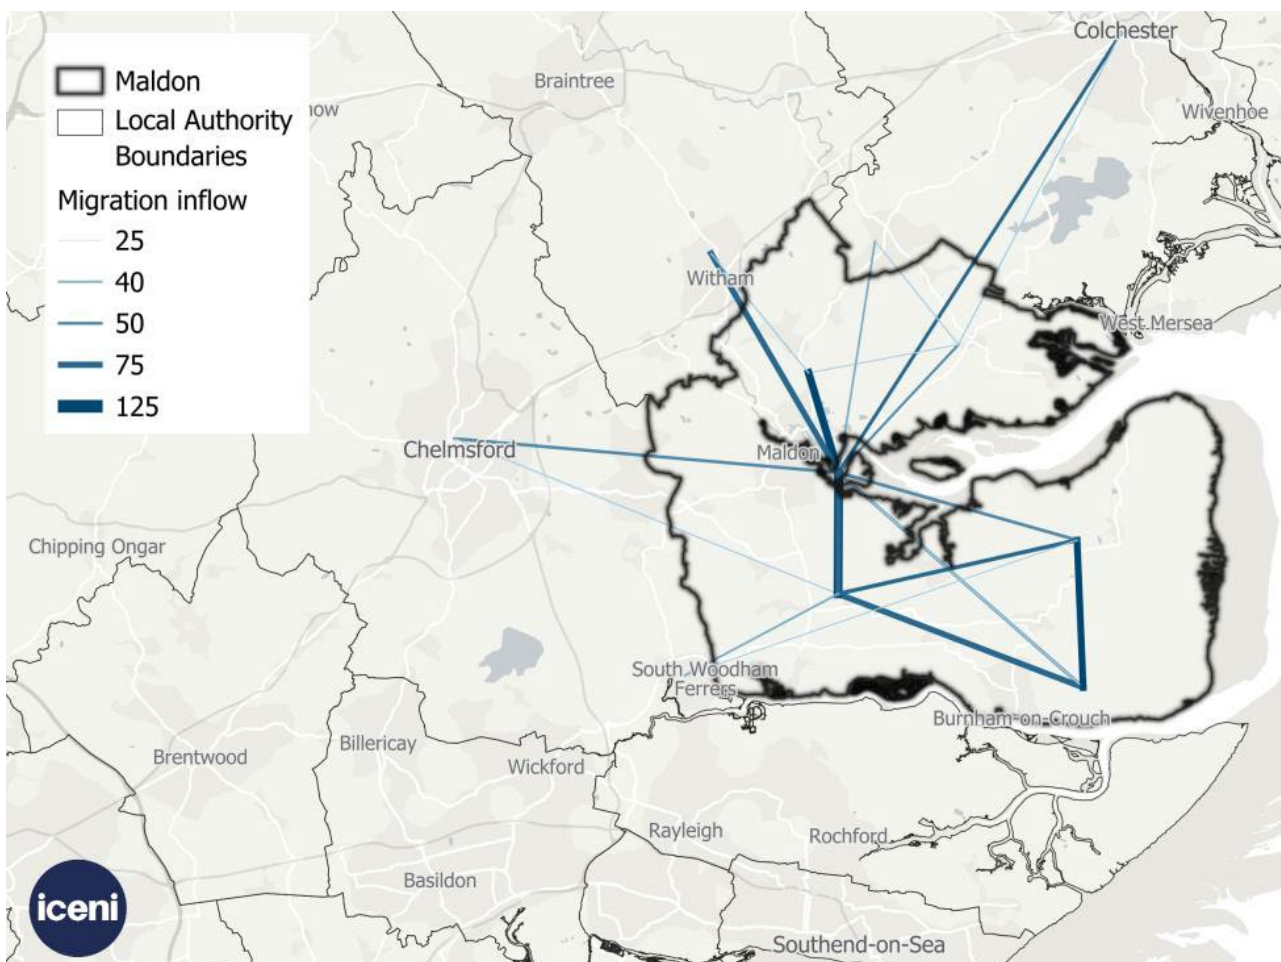 Maldon
Local Authority
Boundaries
Migration inflow
25
40
50
75
125
Colchester
Braintree
Wivenhoe
Witham
West Mersea
Chelmsford
Maldon
Chipping Ongar
South Woodham
Ferrers
Burnham-on-Crouch
Brentwood
Billericay
Wickford
Rayleigh
Rochford
Basildon
Southend-on-Sea
iceni